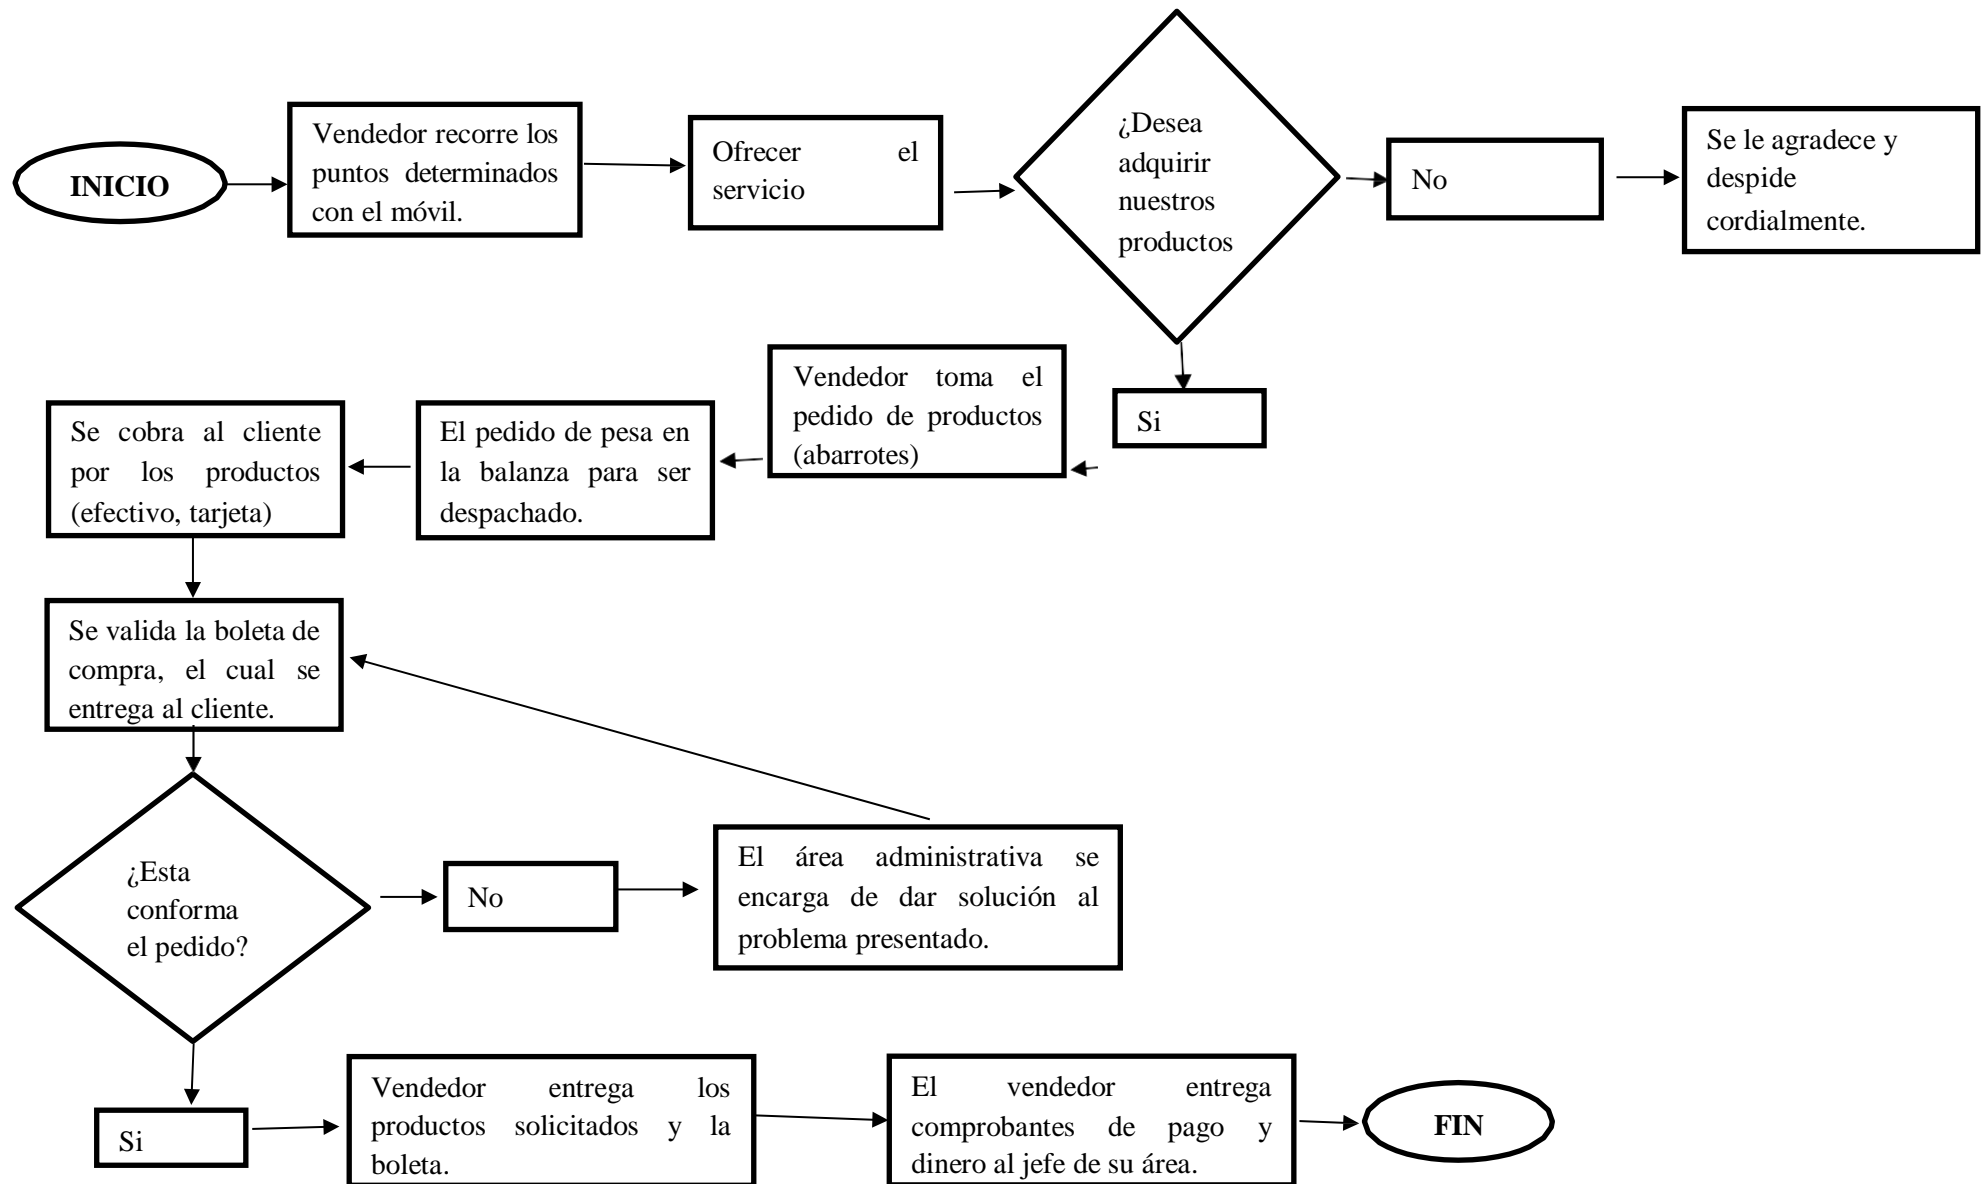 INICIO
Vendedor recorre los
puntos determinados
con el móvil.
Ofrecer el
servicio
¿Desea
adquirir
nuestros
productos
No
Se le agradece y
despide
cordialmente.
Si
Vendedor toma el
pedido de productos
(abarrotes)
El pedido de pesa en
la balanza para ser
despachado.
Se cobra al cliente
por los productos
(efectivo, tarjeta)
Se valida la boleta de
compra, el cual se
entrega al cliente.
¿Esta
conforma
el pedido?
No
El área administrativa se
encarga de dar solución al
problema presentado.
Si
Vendedor entrega los
productos solicitados y la
boleta.
El vendedor entrega
comprobantes de pago y
dinero al jefe de su área.
FIN